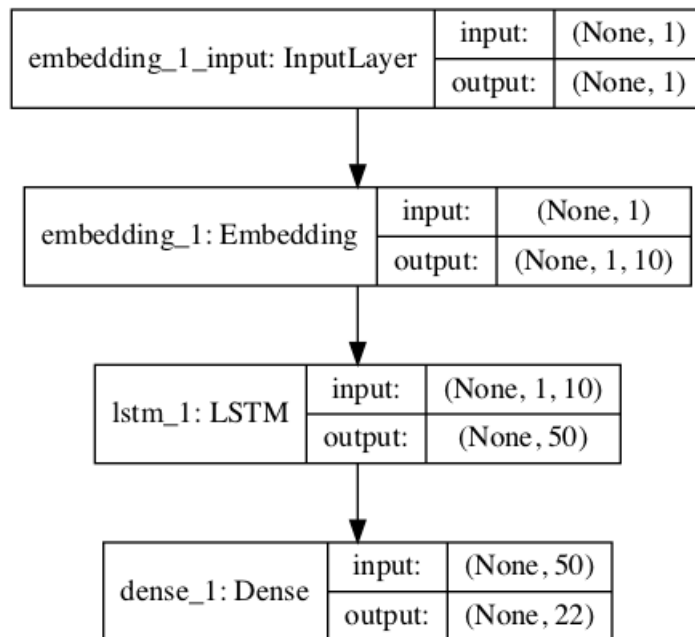 embedding_1_input: InputLayer
input: (None, 1)
output: (None, 1)
embedding_1: Embedding
input: (None, 1)
output: (None, 1, 10)
lstm_1: LSTM
input: (None, 1, 10)
output: (None, 50)
dense_1: Dense
input: (None, 50)
output: (None, 22)